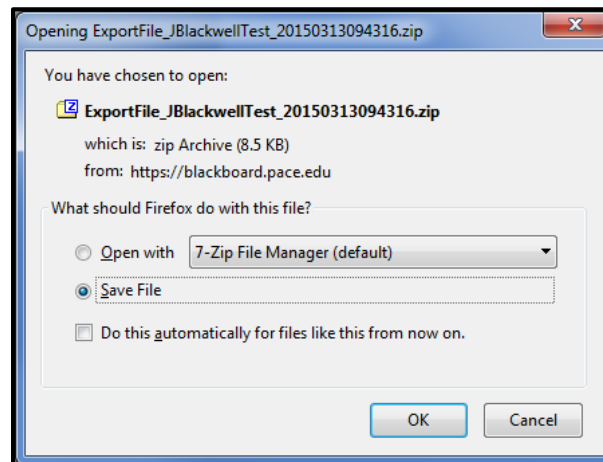 Opening ExportFile_JBlackwellTest_20150313094316.zip
You have chosen to open:
ExportFile_JBlackwellTest_20150313094316.zip
which is: zip Archive (8.5 KB)
from: https://blackboard.pace.edu
What should Firefox do with this file?
Open with 7-Zip File Manager (default)
Save File
Do this automatically for files like this from now on.
OK Cancel